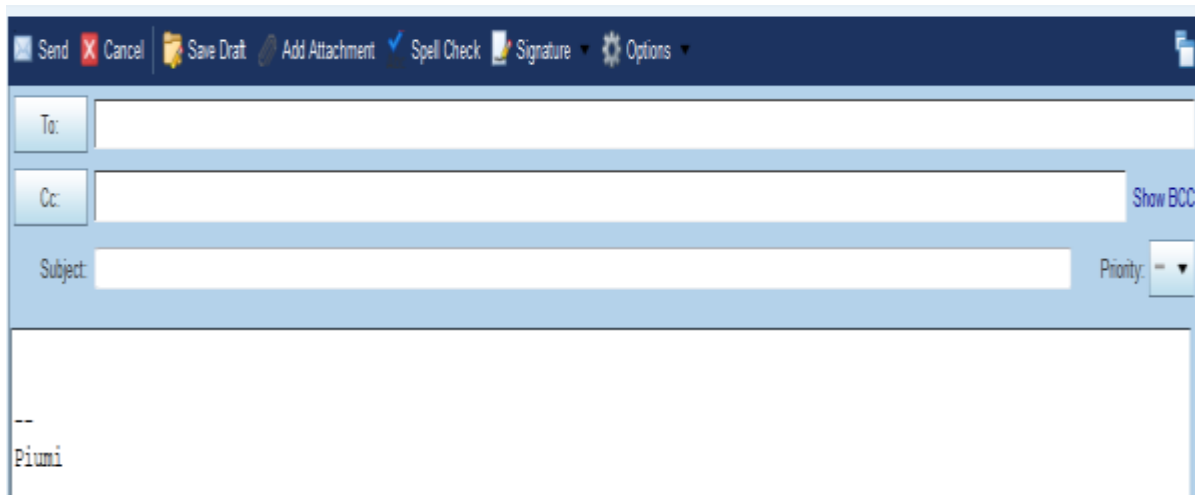 Send Cancel Save Draft Add Attachment Spell Check Signature Options
To:
Cc: Show BCC
Subject: Priority:
--
Piumi